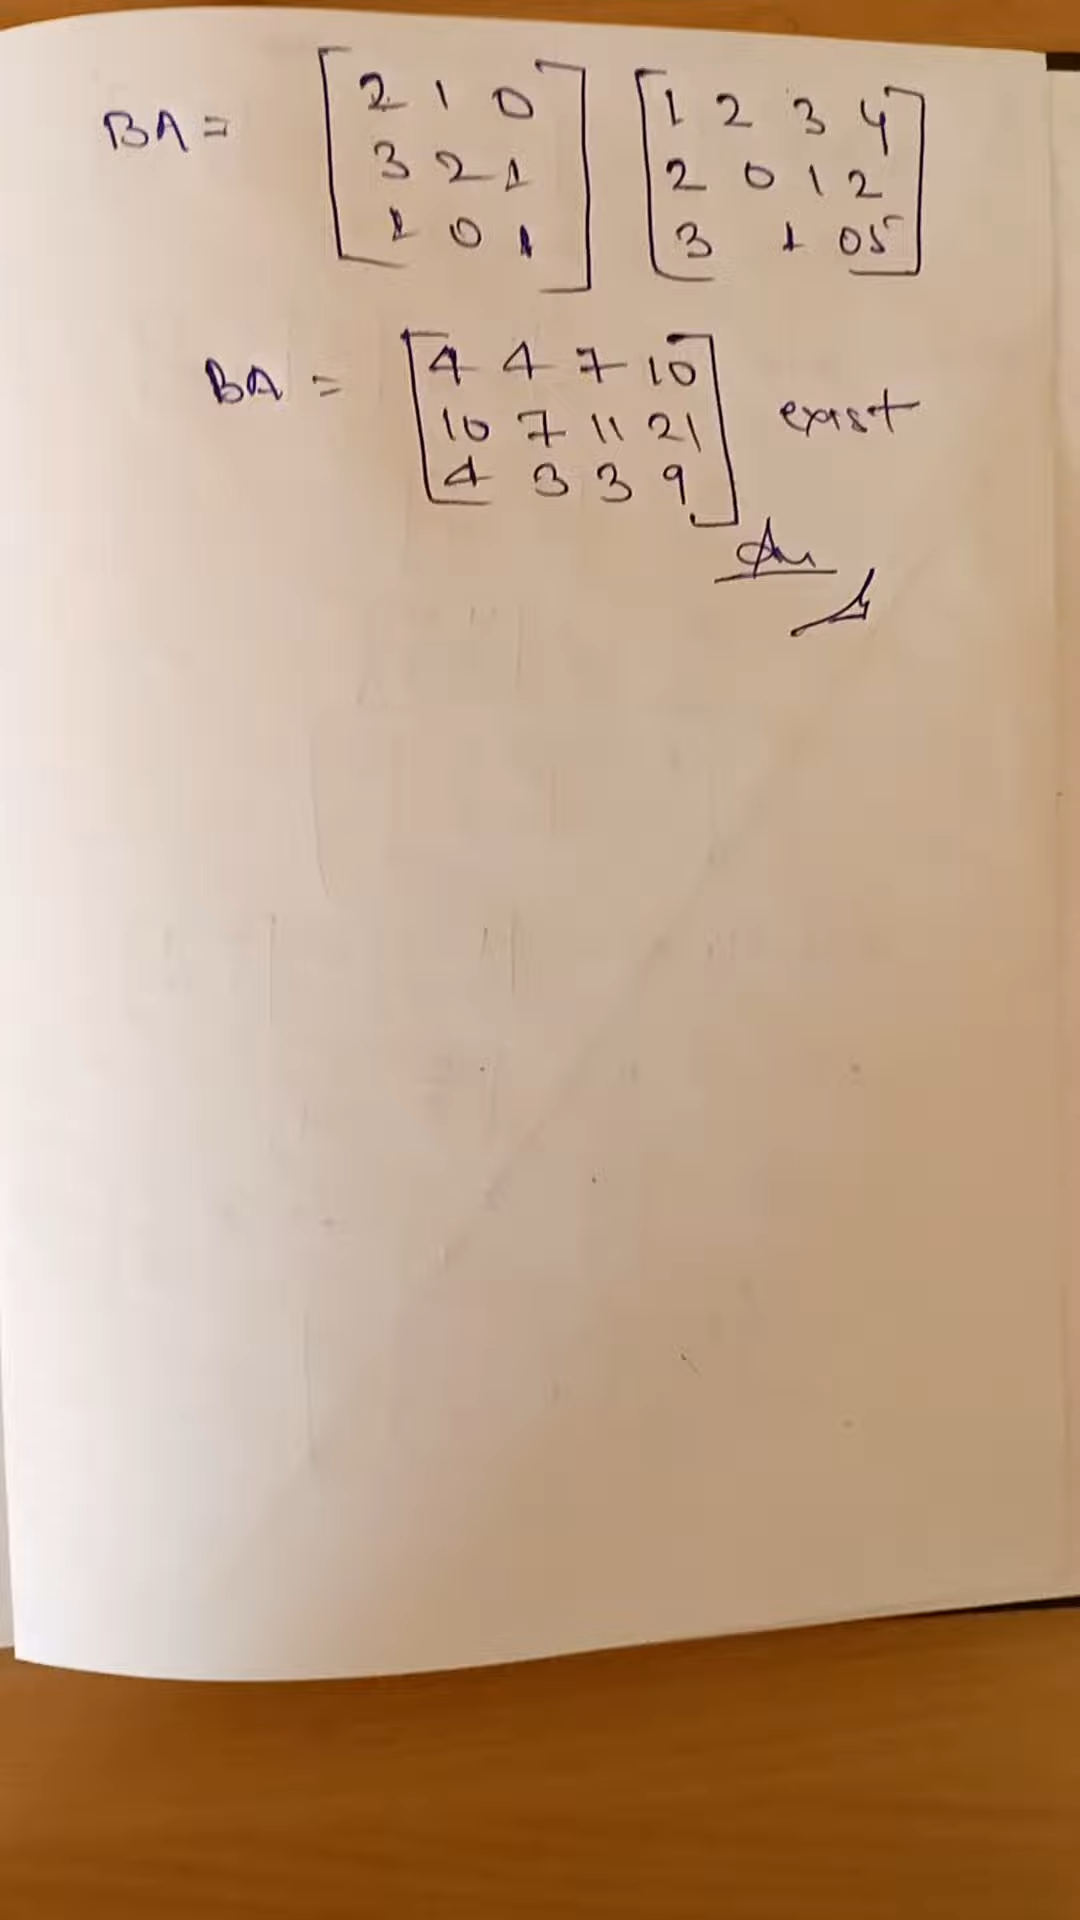 BA = [2 1 0] [1 2 3 4]
[3 2 1] [2 0 1 2]
[1 0 1] [3 1 0 5]
BA = [4 4 7 10]
[10 7 11 21] exist
[4 3 3 9]